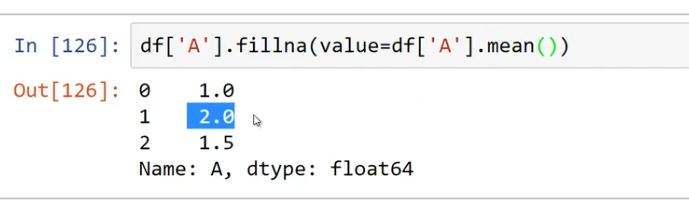 In [126]: df['A'].fillna(value=df['A'].mean())
Out[126]: 0 1.0
1 2.0
2 1.5
Name: A, dtype: float64